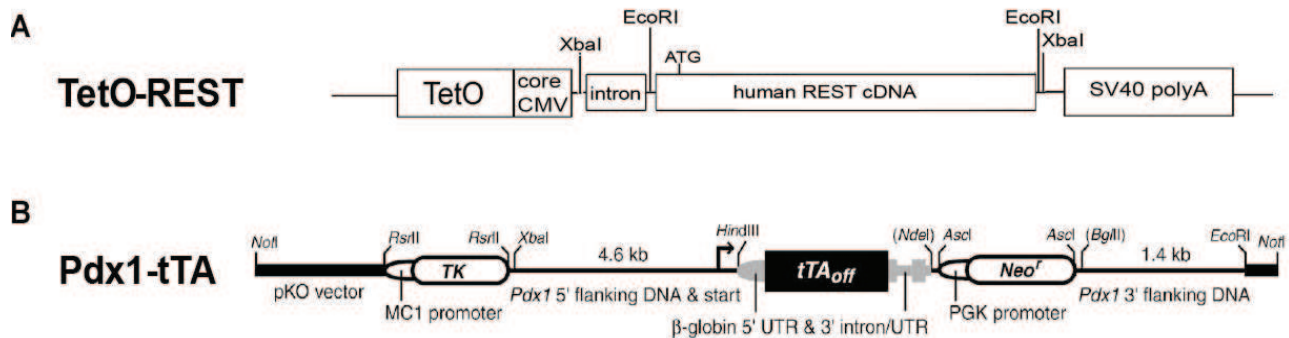 A
TetO-REST
EcoRI EcoRI
XbaI XbaI
ATG
TetO core CMV intron human REST cDNA SV40 polyA
B
Pdx1-tTA
NotI RsrII RsrII XbaI 4.6 kb HindIII (NdeI) AscI AscI (BglII) 1.4 kb EcoRI NotI
TK tTAoff Neor
pKO vector Pdx1 5' flanking DNA & start Pdx1 3' flanking DNA
MC1 promoter β-globin 5' UTR & 3' intron/UTR PGK promoter